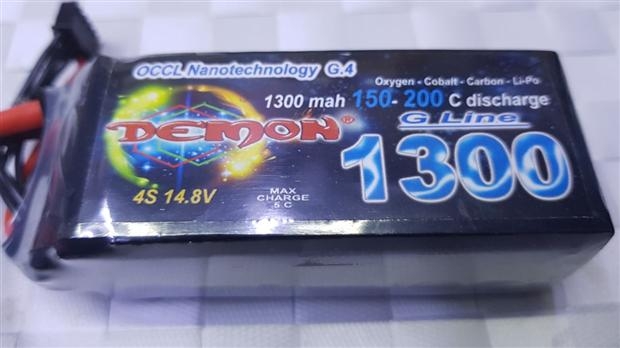 OCCL Nanotechnology G.4
Oxygen - Cobalt - Carbon - Li-Po
1300 mah 150-200 C discharge
DEMON®
G Line
1300
4S 14.8V
MAX
CHARGE
5 C